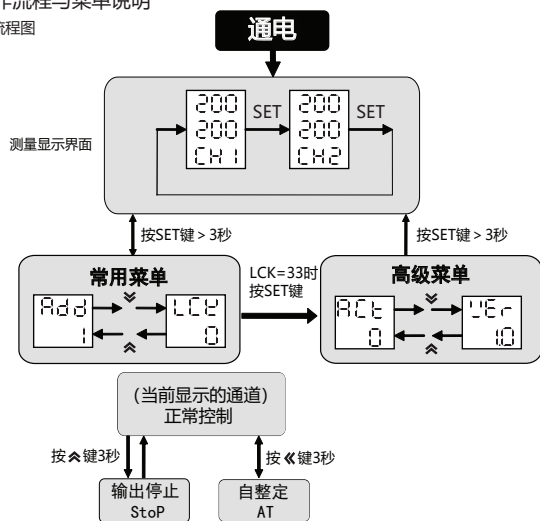 作流程与菜单说明
流程图
通电
测量显示界面
200
200
CH1
SET
200
200
CH2
SET
按SET键 > 3秒
按SET键 > 3秒
常用菜单
Add
1
LCK
0
LCK=33时
按SET键
高级菜单
ACt
0
VEr
1.0
(当前显示的通道)
正常控制
按键3秒
按键3秒
输出停止
StoP
自整定
AT